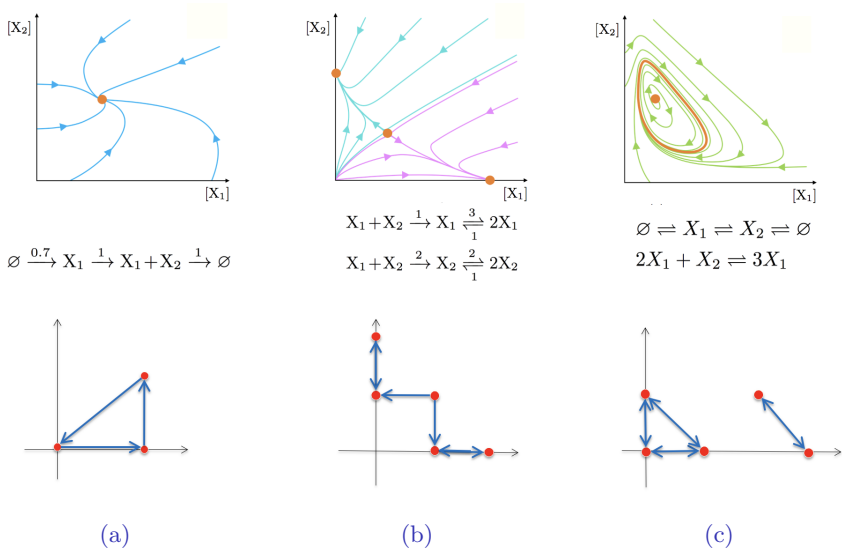 [X₂]
[X₁]
[X₂]
[X₁]
[X₂]
[X₁]
∅ 0.7→ X₁ 1→ X₁+X₂ 1→ ∅
X₁+X₂ 1→ X₁ 3⇌1 2X₁
X₁+X₂ 2→ X₂ 2⇌1 2X₂
∅ ⇌ X₁ ⇌ X₂ ⇌ ∅
2X₁ + X₂ ⇌ 3X₁
(a)
(b)
(c)